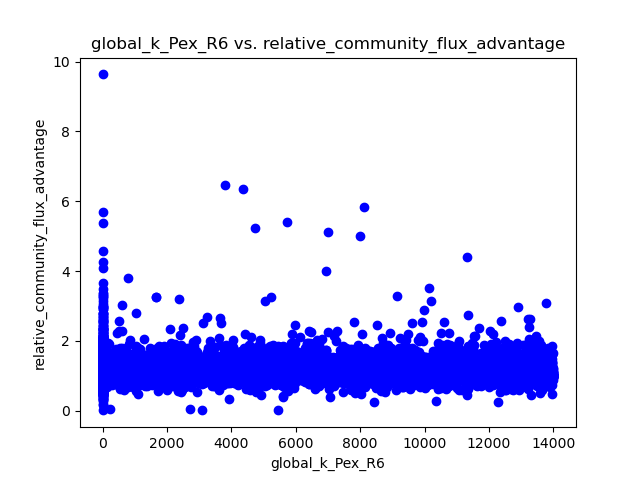 global_k_Pex_R6 vs. relative_community_flux_advantage
10
8
6
4
2
0
relative_community_flux_advantage
0 2000 4000 6000 8000 10000 12000 14000
global_k_Pex_R6